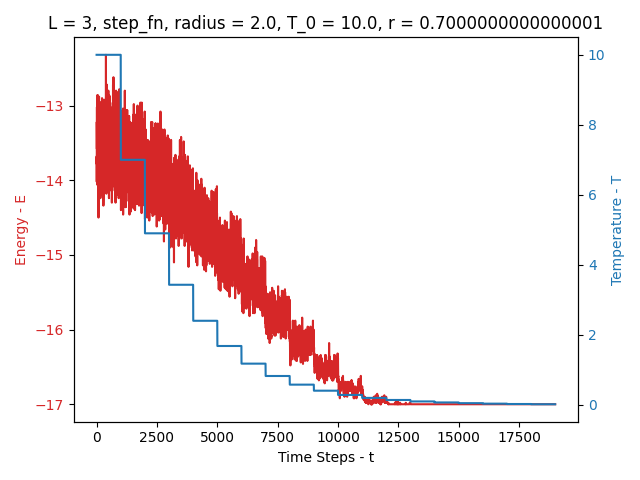 L = 3, step_fn, radius = 2.0, T_0 = 10.0, r = 0.7000000000000001
Energy - E
−13
−14
−15
−16
−17
10
8
6
4
2
0
Temperature - T
0 2500 5000 7500 10000 12500 15000 17500
Time Steps - t